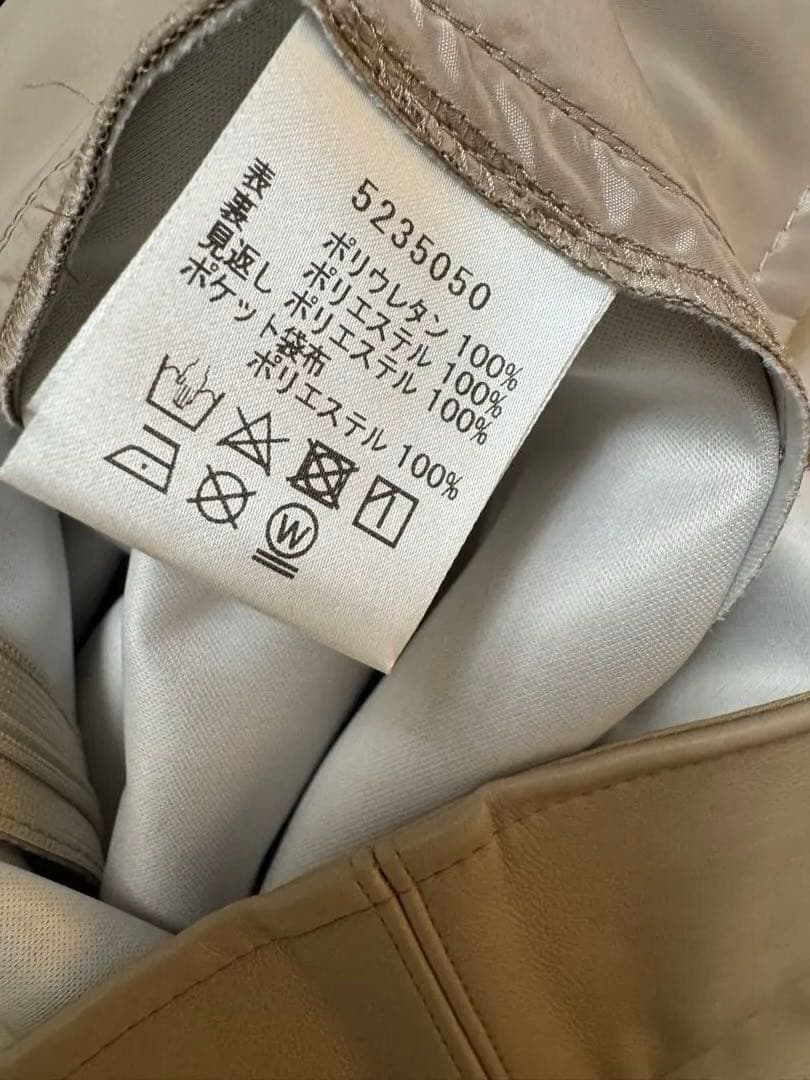 5235050
表 ポリウレタン 100%
裏 ポリエステル 100%
見返し ポリエステル 100%
ポケット袋布
ポリエステル 100%
W